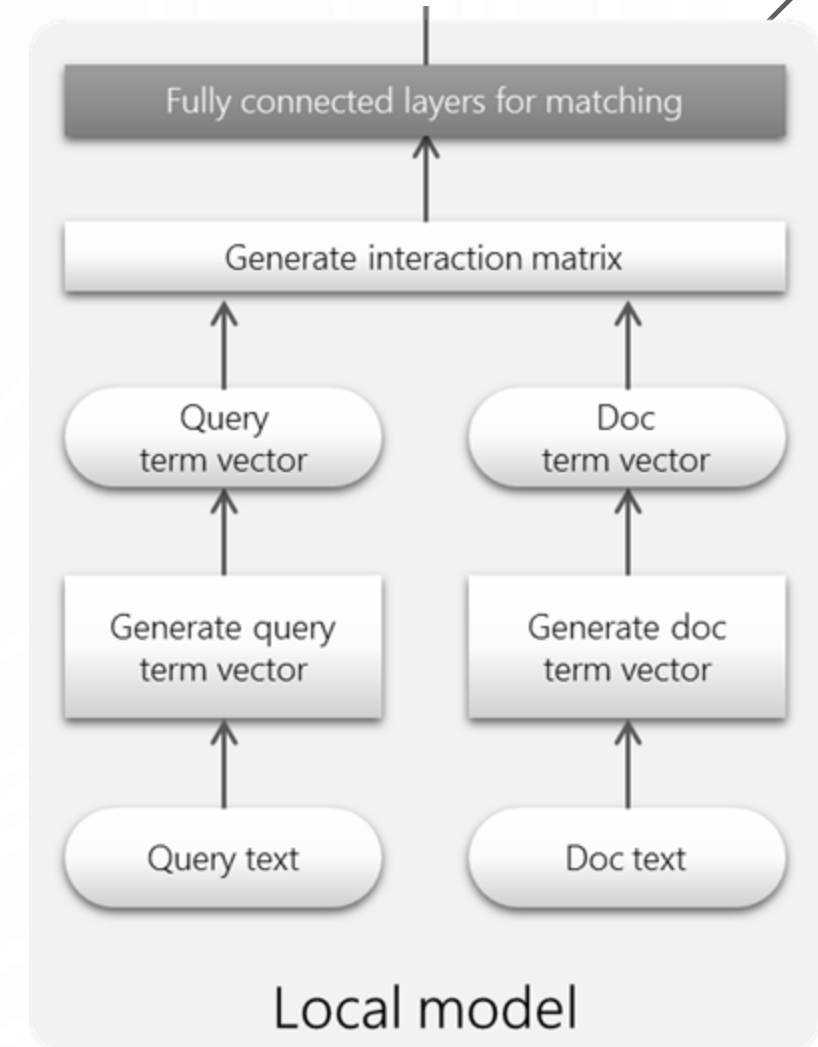 Fully connected layers for matching
Generate interaction matrix
Query
term vector
Doc
term vector
Generate query
term vector
Generate doc
term vector
Query text
Doc text
Local model